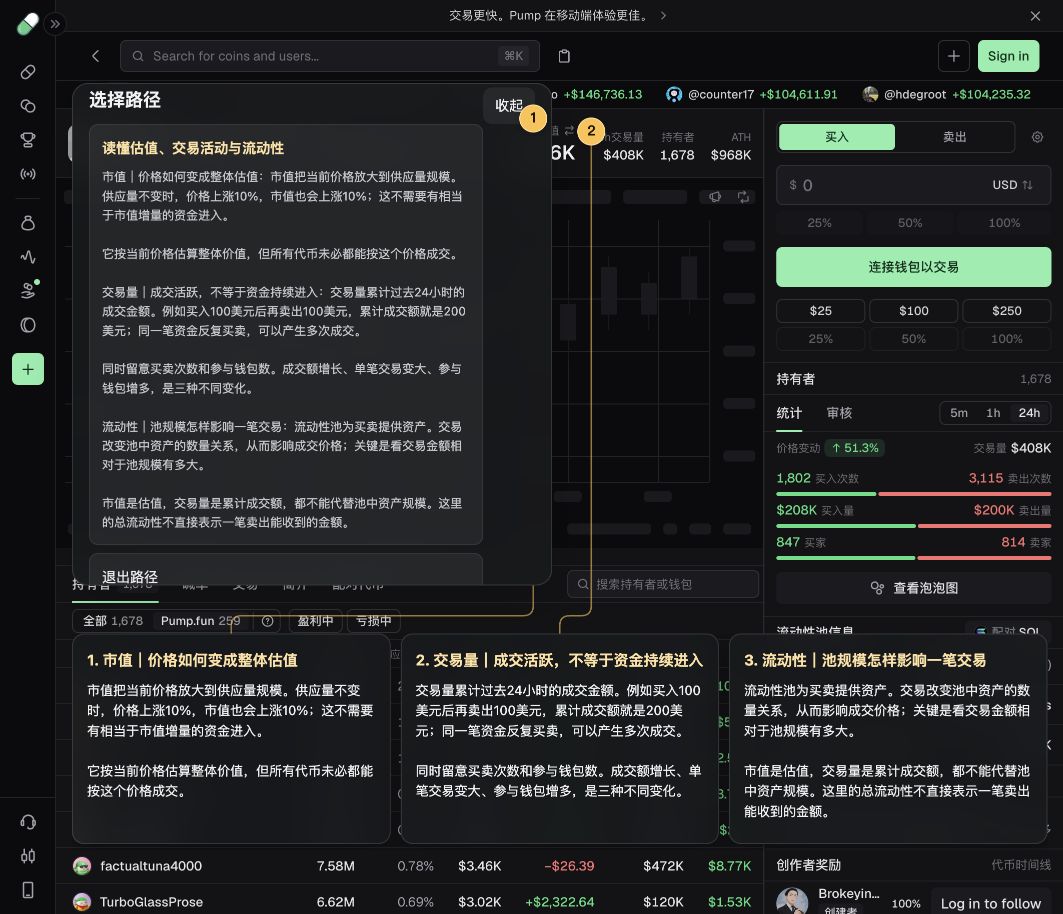 交易更快。Pump 在移动端体验更佳。
Search for coins and users...
⌘K
Sign in
+$146,736.13
@counter17 +$104,611.91
@hdegroot +$104,235.32
选择路径
收起
1
2
读懂估值、交易活动与流动性
市值｜价格如何变成整体估值：市值把当前价格放大到供应量规模。
供应量不变时，价格上涨10%，市值也会上涨10%；这不需要有相当
于市值增量的资金进入。
它按当前价格估算整体价值，但所有代币未必都能按这个价格成交。
交易量｜成交活跃，不等于资金持续进入：交易量累计过去24小时的
成交金额。例如买入100美元后再卖出100美元，累计成交额就是200
美元；同一笔资金反复买卖，可以产生多次成交。
同时留意买卖次数和参与钱包数。成交额增长、单笔交易变大、参与
钱包增多，是三种不同变化。
流动性｜池规模怎样影响一笔交易：流动性池为买卖提供资产。交易
改变池中资产的数量关系，从而影响成交价格；关键是看交易金额相
对于池规模有多大。
市值是估值，交易量是累计成交额，都不能代替池中资产规模。这里
的总流动性不直接表示一笔卖出能收到的金额。
退出路径
值
6K
交易量
$408K
持有者
1,678
ATH
$968K
买入
卖出
$ 0
USD
25%
50%
100%
连接钱包以交易
$25
$100
$250
25%
50%
100%
持有者
1,678
统计
审核
5m
1h
24h
价格变动
↑ 51.3%
交易量 $408K
1,802 买入次数
3,115 卖出次数
$208K 买入量
$200K 卖出量
847 买家
814 卖家
查看泡泡图
搜索持有者或钱包
全部 1,678
Pump.fun 259
盈利中
亏损中
流动性池信息
配对 SOL
1. 市值｜价格如何变成整体估值
市值把当前价格放大到供应量规模。供应量不变
时，价格上涨10%，市值也会上涨10%；这不需要
有相当于市值增量的资金进入。
它按当前价格估算整体价值，但所有代币未必都能
按这个价格成交。
2. 交易量｜成交活跃，不等于资金持续进入
交易量累计过去24小时的成交金额。例如买入100
美元后再卖出100美元，累计成交额就是200美
元；同一笔资金反复买卖，可以产生多次成交。
同时留意买卖次数和参与钱包数。成交额增长、单
笔交易变大、参与钱包增多，是三种不同变化。
3. 流动性｜池规模怎样影响一笔交易
流动性池为买卖提供资产。交易改变池中资产的数
量关系，从而影响成交价格；关键是看交易金额相
对于池规模有多大。
市值是估值，交易量是累计成交额，都不能代替池
中资产规模。这里的总流动性不直接表示一笔卖出
能收到的金额。
factualtuna4000
7.58M
0.78%
$3.46K
−$26.39
$472K
$8.77K
TurboGlassProse
6.62M
0.69%
$3.02K
+$2,322.64
$120K
$1.53K
创作者奖励
代币时间线
Brokeyin...
创建者
100%
Log in to follow